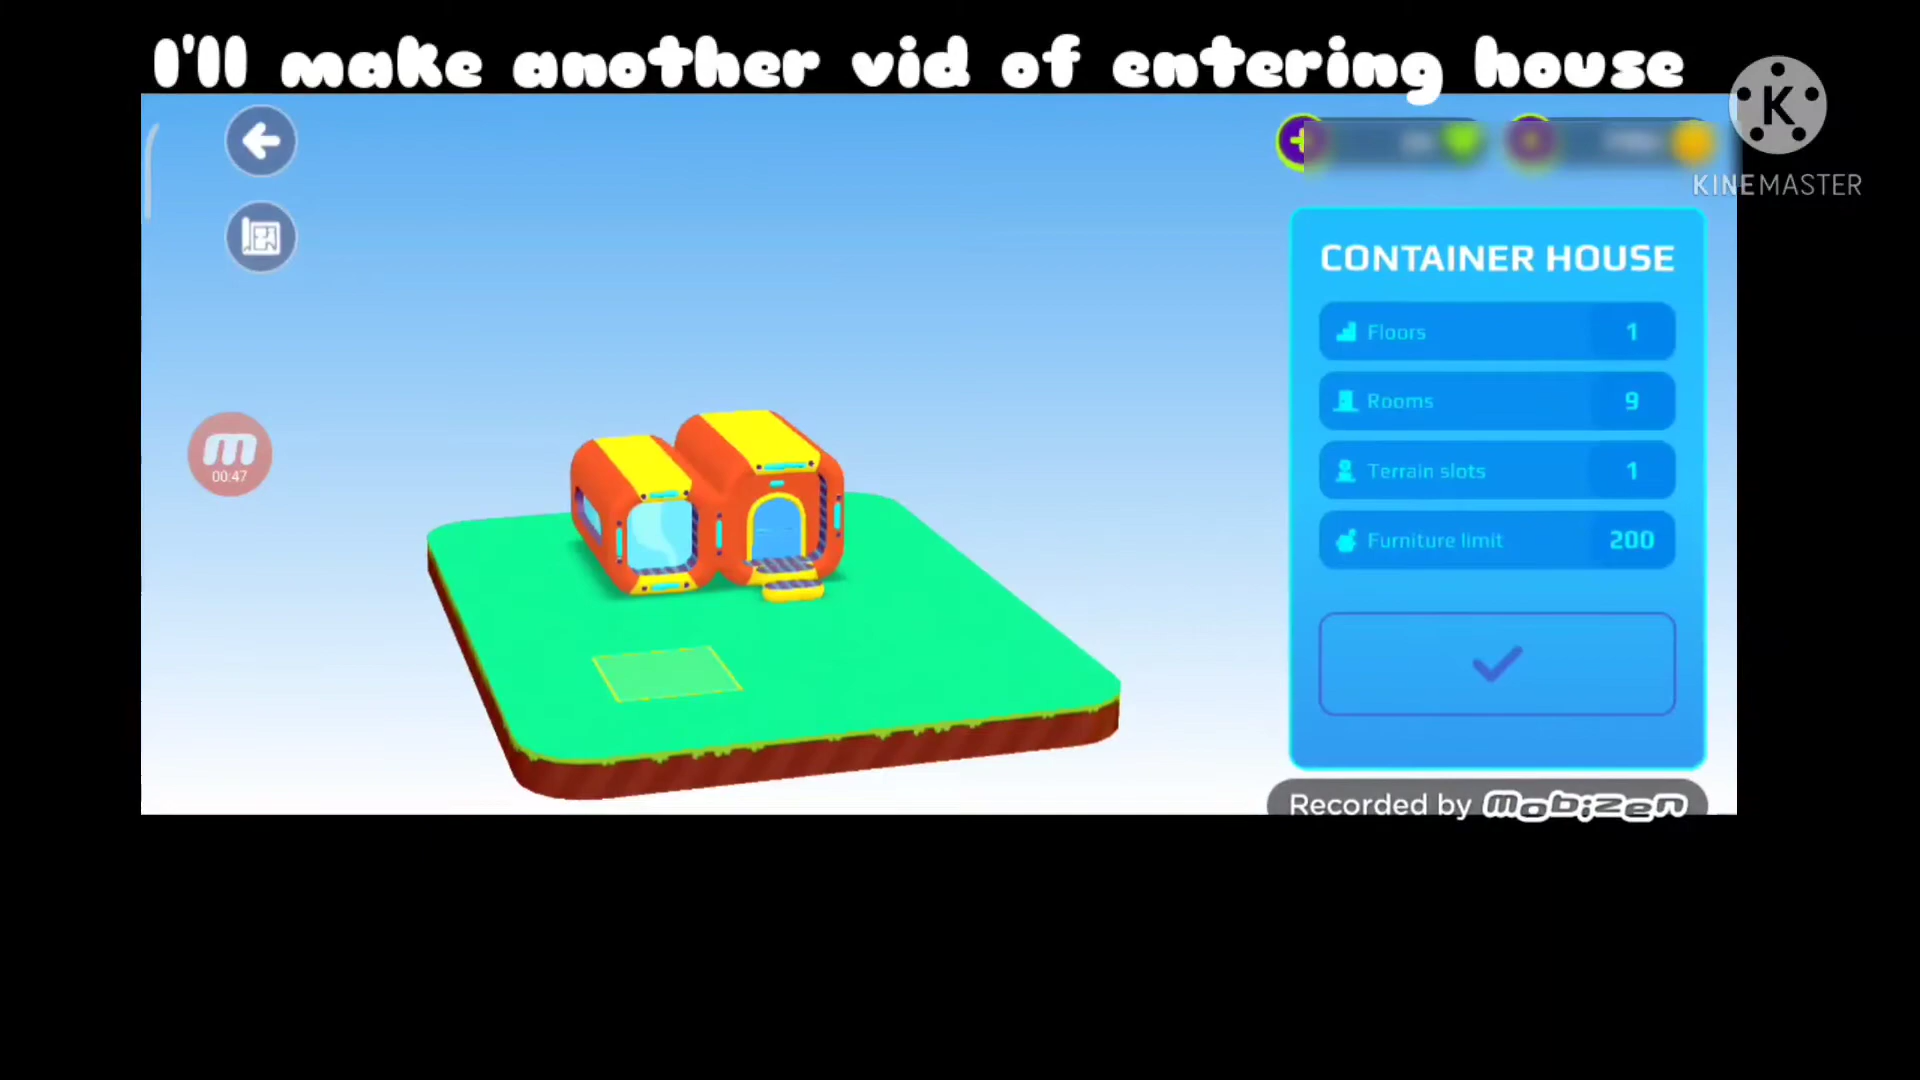 I'll make another vid of entering house
K
KINEMASTER
CONTAINER HOUSE
Floors 1
Rooms 9
Terrain slots 1
Furniture limit 200
m
00:47
Recorded by mobizen